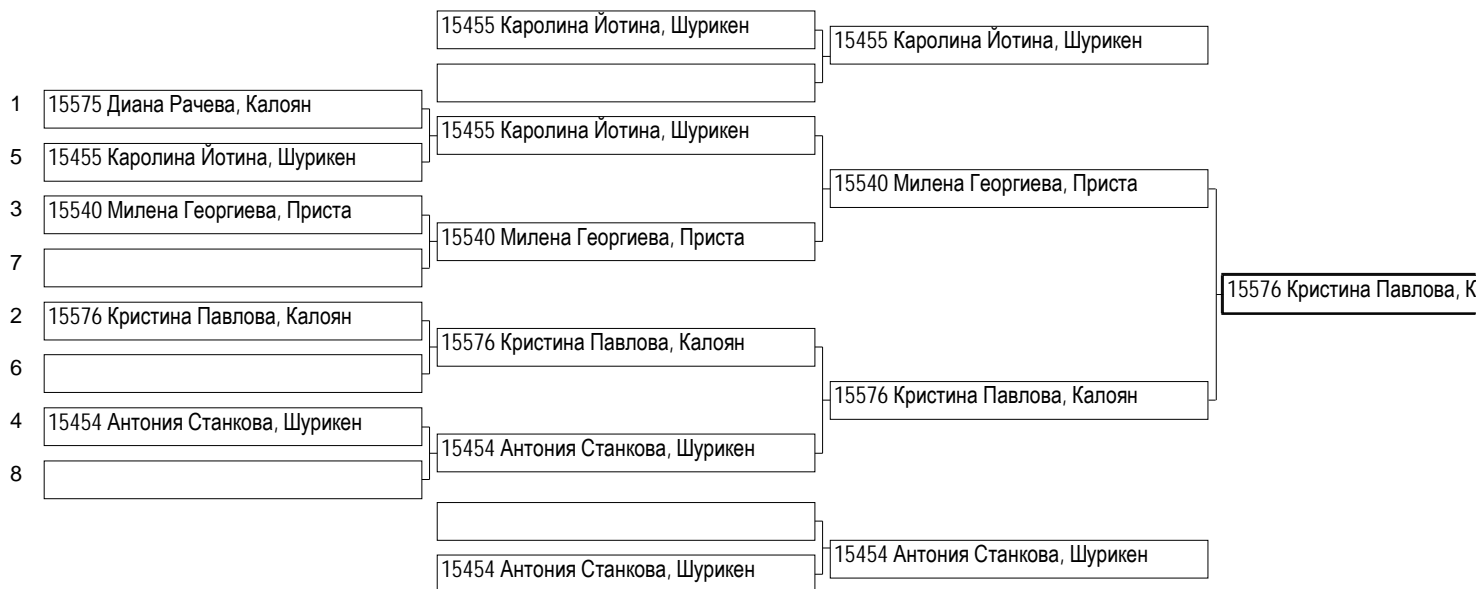 15455 Каролина Йотина, Шурикен
15455 Каролина Йотина, Шурикен
1 15575 Диана Рачева, Калоян
15455 Каролина Йотина, Шурикен
5 15455 Каролина Йотина, Шурикен
15540 Милена Георгиева, Приста
3 15540 Милена Георгиева, Приста
15540 Милена Георгиева, Приста
7
15576 Кристина Павлова, К
2 15576 Кристина Павлова, Калоян
15576 Кристина Павлова, Калоян
6
15576 Кристина Павлова, Калоян
4 15454 Антония Станкова, Шурикен
15454 Антония Станкова, Шурикен
8
15454 Антония Станкова, Шурикен
15454 Антония Станкова, Шурикен